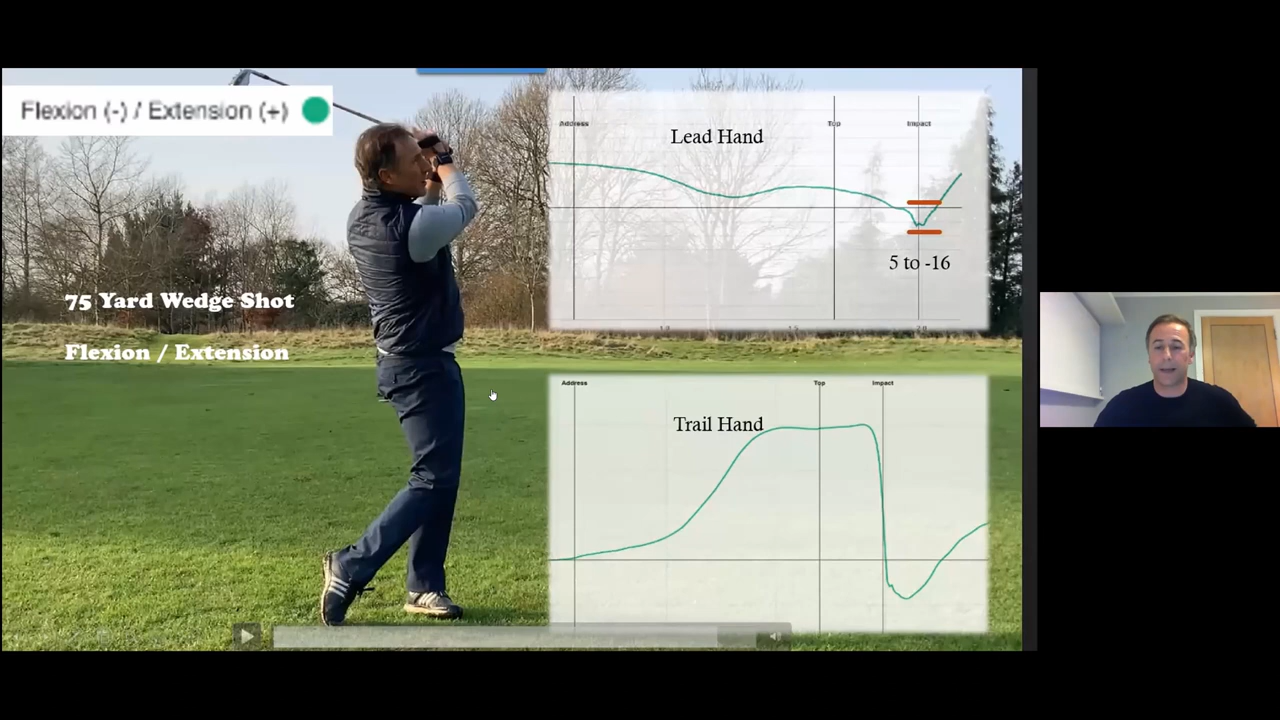 Flexion (-) / Extension (+)
75 Yard Wedge Shot
Flexion / Extension
Address
Top
Impact
Lead Hand
5 to -16
Address
Top
Impact
Trail Hand